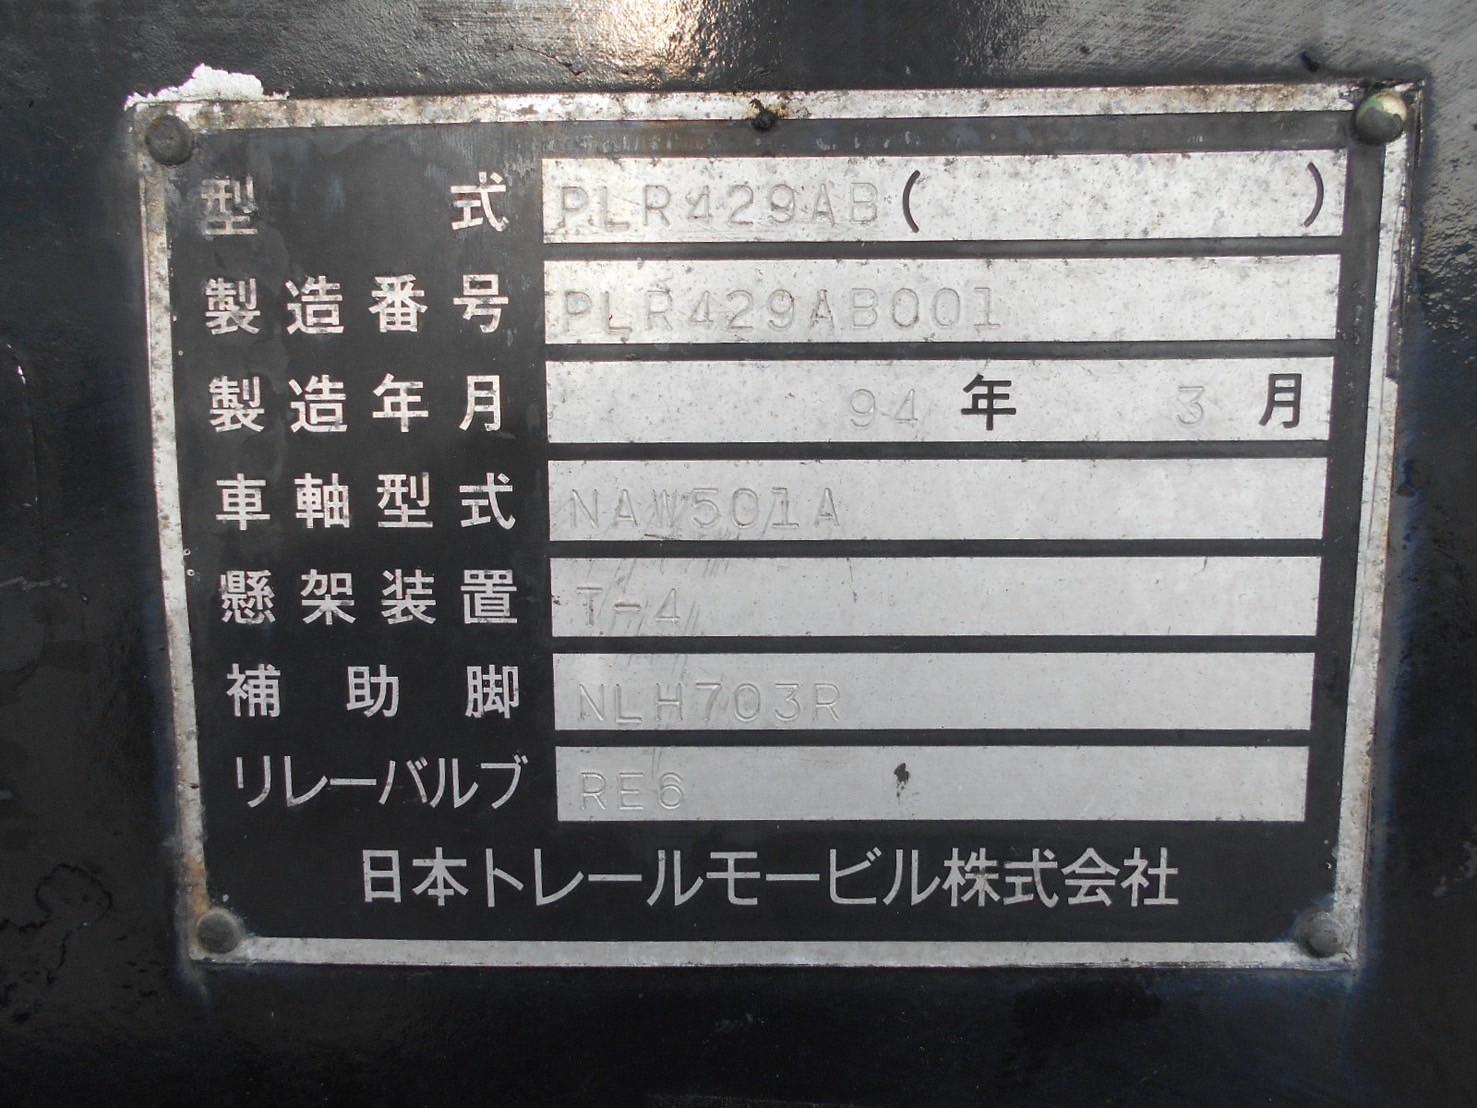 型式 PLR429AB( )
製造番号 PLR429AB001
製造年月 94年 3月
車軸型式 NAW501A
懸架装置 T-4
補助脚 NLH703R
リレーバルブ RE6
日本トレールモービル株式会社